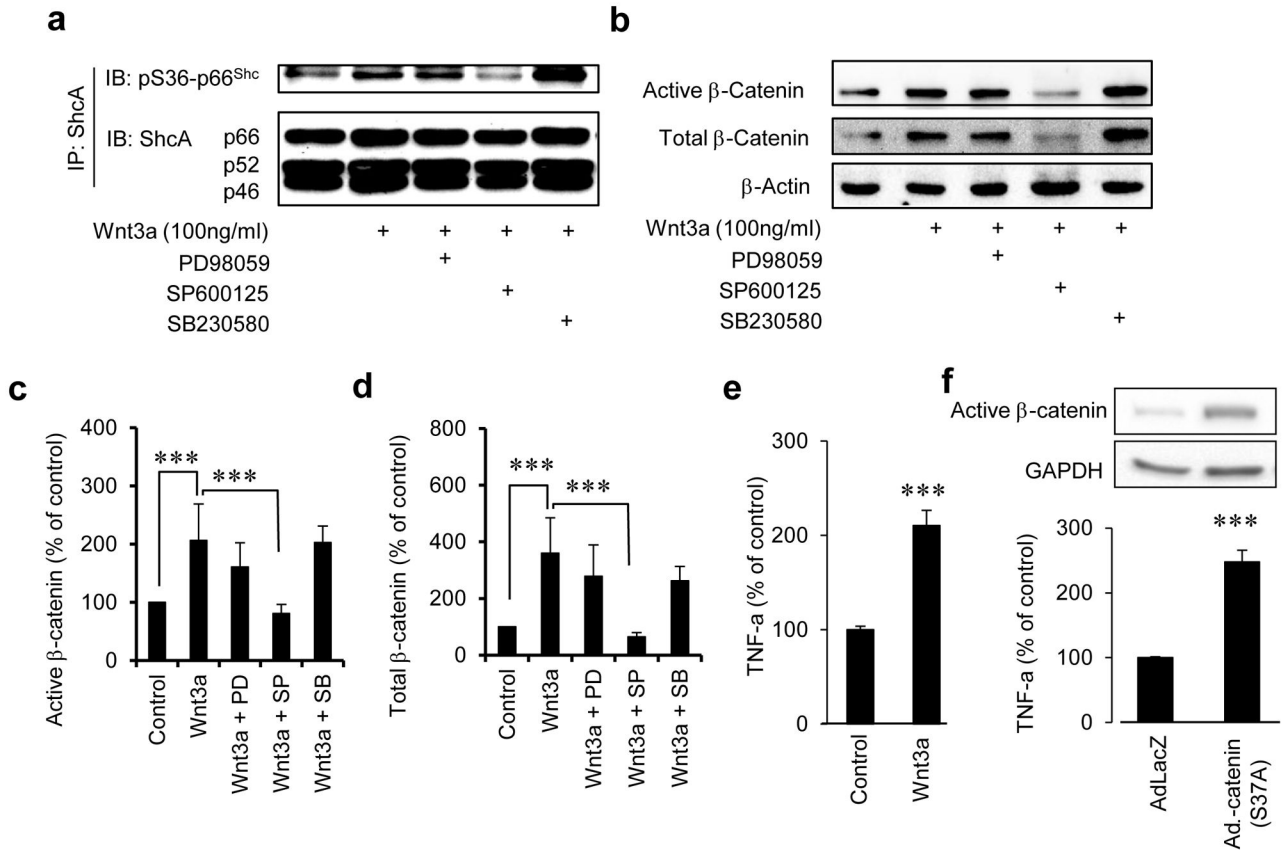 a
IP: ShcA
IB: pS36-p66Shc
IB: ShcA
p66
p52
p46
Wnt3a (100ng/ml) + + + +
PD98059 +
SP600125 +
SB230580 +
b
Active β-Catenin
Total β-Catenin
β-Actin
Wnt3a (100ng/ml) + + + +
PD98059 +
SP600125 +
SB230580 +
c
Active β-catenin (% of control)
400
300
200
100
0
***
***
Control
Wnt3a
Wnt3a + PD
Wnt3a + SP
Wnt3a + SB
d
Total β-catenin (% of control)
800
600
400
200
0
***
***
Control
Wnt3a
Wnt3a + PD
Wnt3a + SP
Wnt3a + SB
e
TNF-a (% of control)
300
200
100
0
***
Control
Wnt3a
f
Active β-catenin
GAPDH
TNF-a (% of control)
300
200
100
0
***
AdLacZ
Ad.-catenin
(S37A)